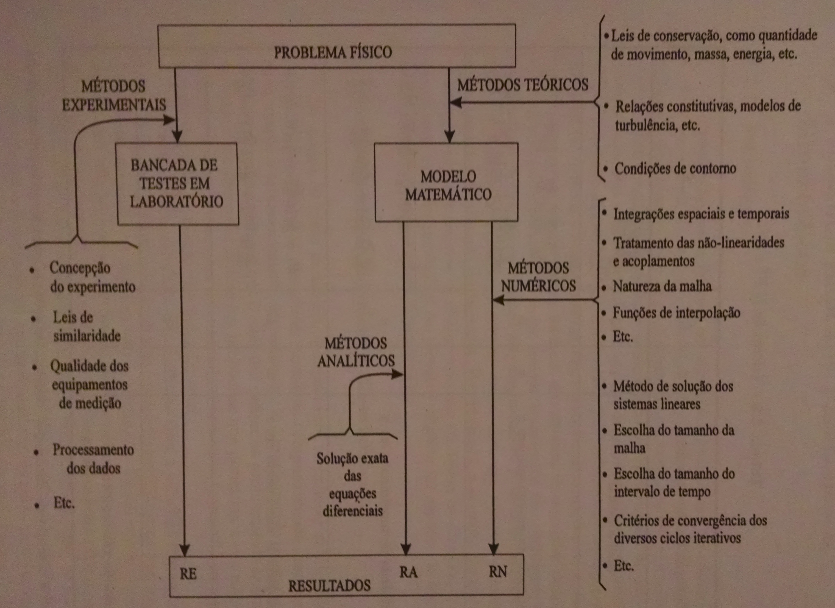 PROBLEMA FÍSICO
MÉTODOS
EXPERIMENTAIS
MÉTODOS TEÓRICOS
• Leis de conservação, como quantidade
de movimento, massa, energia, etc.
• Relações constitutivas, modelos de
turbulência, etc.
• Condições de contorno
BANCADA DE
TESTES EM
LABORATÓRIO
MODELO
MATEMÁTICO
• Concepção
do experimento
• Leis de
similaridade
• Qualidade dos
equipamentos
de medição
• Processamento
dos dados
• Etc.
MÉTODOS
ANALÍTICOS
Solução exata
das
equações
diferenciais
MÉTODOS
NUMÉRICOS
• Integrações espaciais e temporais
• Tratamento das não-linearidades
e acoplamentos
• Natureza da malha
• Funções de interpolação
• Etc.
• Método de solução dos
sistemas lineares
• Escolha do tamanho da
malha
• Escolha do tamanho do
intervalo de tempo
• Critérios de convergência dos
diversos ciclos iterativos
• Etc.
RE
RA
RN
RESULTADOS